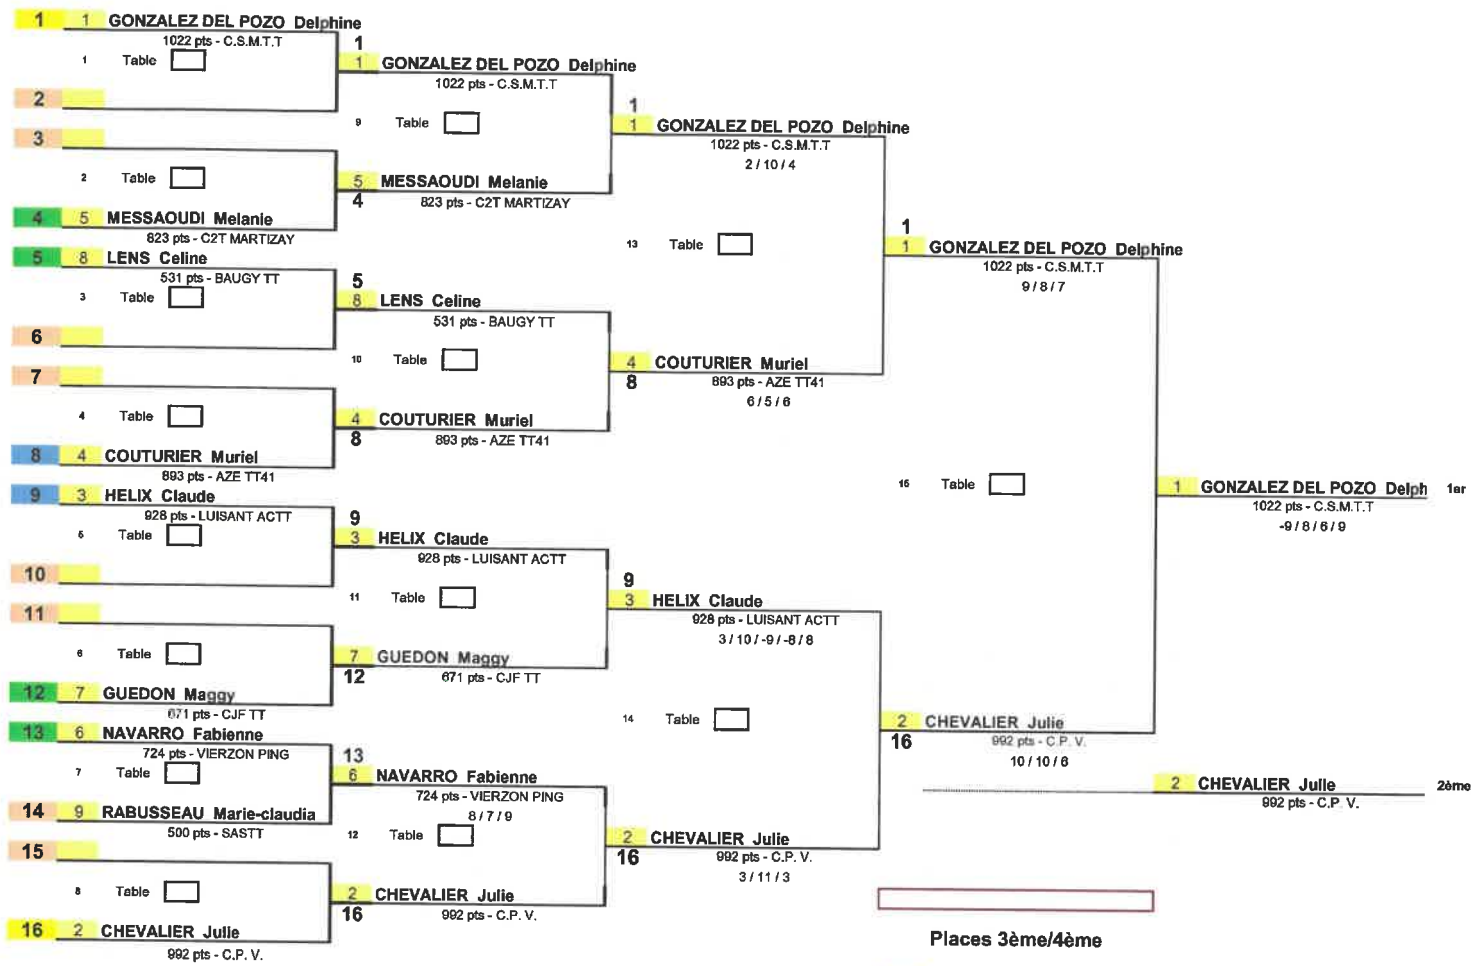 1 1 GONZALEZ DEL POZO Delphine
1022 pts - C.S.M.T.T
1 Table
2
3
2 Table
4 5 MESSAOUDI Melanie
823 pts - C2T MARTIZAY
5 8 LENS Celine
531 pts - BAUGY TT
3 Table
6
7
4 Table
8 4 COUTURIER Muriel
893 pts - AZE TT41
9 3 HELIX Claude
928 pts - LUISANT ACTT
5 Table
10
11
6 Table
12 7 GUEDON Maggy
671 pts - CJF TT
13 6 NAVARRO Fabienne
724 pts - VIERZON PING
7 Table
14 9 RABUSSEAU Marie-claudia
500 pts - SASTT
15
8 Table
16 2 CHEVALIER Julie
992 pts - C.P. V.
1
1 GONZALEZ DEL POZO Delphine
1022 pts - C.S.M.T.T
9 Table
5 MESSAOUDI Melanie
4
823 pts - C2T MARTIZAY
5
8 LENS Celine
531 pts - BAUGY TT
10 Table
4 COUTURIER Muriel
8
893 pts - AZE TT41
9
3 HELIX Claude
928 pts - LUISANT ACTT
11 Table
7 GUEDON Maggy
12
671 pts - CJF TT
13
6 NAVARRO Fabienne
724 pts - VIERZON PING
8 / 7 / 9
12 Table
2 CHEVALIER Julie
16
992 pts - C.P. V.
1
1 GONZALEZ DEL POZO Delphine
1022 pts - C.S.M.T.T
2 / 10 / 4
13 Table
4 COUTURIER Muriel
8
893 pts - AZE TT41
6 / 5 / 6
9
3 HELIX Claude
928 pts - LUISANT ACTT
3 / 10 / -9 / -8 / 8
14 Table
2 CHEVALIER Julie
16
992 pts - C.P. V.
3 / 11 / 3
1
1 GONZALEZ DEL POZO Delphine
1022 pts - C.S.M.T.T
9 / 8 / 7
15 Table
2 CHEVALIER Julie
16
992 pts - C.P. V.
10 / 10 / 6
1 GONZALEZ DEL POZO Delph 1er
1022 pts - C.S.M.T.T
-9 / 8 / 6 / 9
2 CHEVALIER Julie 2ème
992 pts - C.P. V.
Places 3ème/4ème